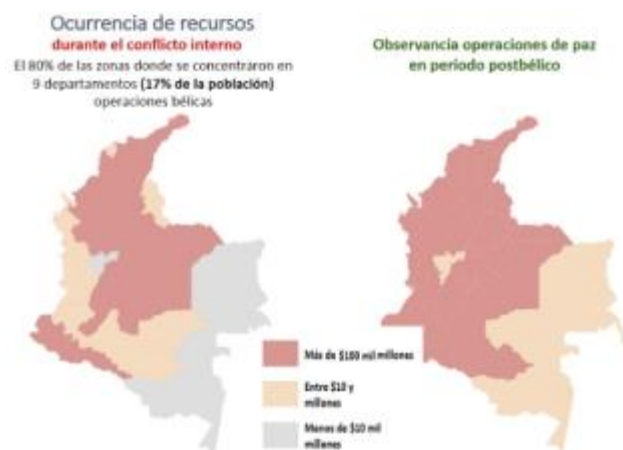 Ocurrencia de recursos
durante el conflicto interno
El 80% de las zonas donde se concentraron en
9 departamentos (17% de la población)
operaciones bélicas
Observancia operaciones de paz
en periodo postbélico
Más de $100 mil millones
Entre $10 y
millones
Menos de $10 mil
millones